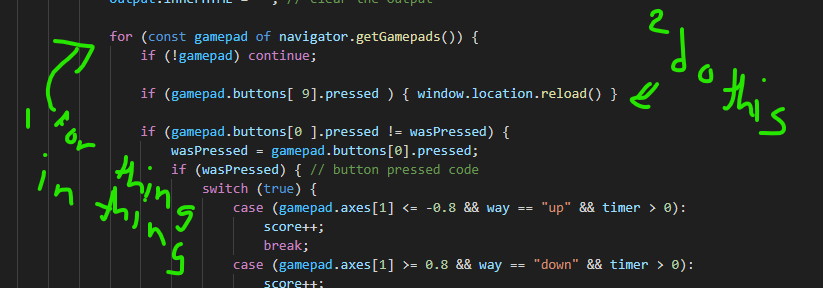 output.innerHTML = ""; // clear the output
for (const gamepad of navigator.getGamepads()) {
if (!gamepad) continue;
if (gamepad.buttons[ 9].pressed ) { window.location.reload() }
if (gamepad.buttons[0 ].pressed != wasPressed) {
wasPressed = gamepad.buttons[0].pressed;
if (wasPressed) { // button pressed code
switch (true) {
case (gamepad.axes[1] <= -0.8 && way == "up" && timer > 0):
score++;
break;
case (gamepad.axes[1] >= 0.8 && way == "down" && timer > 0):
score++;
1 for thing
in things
2 do this